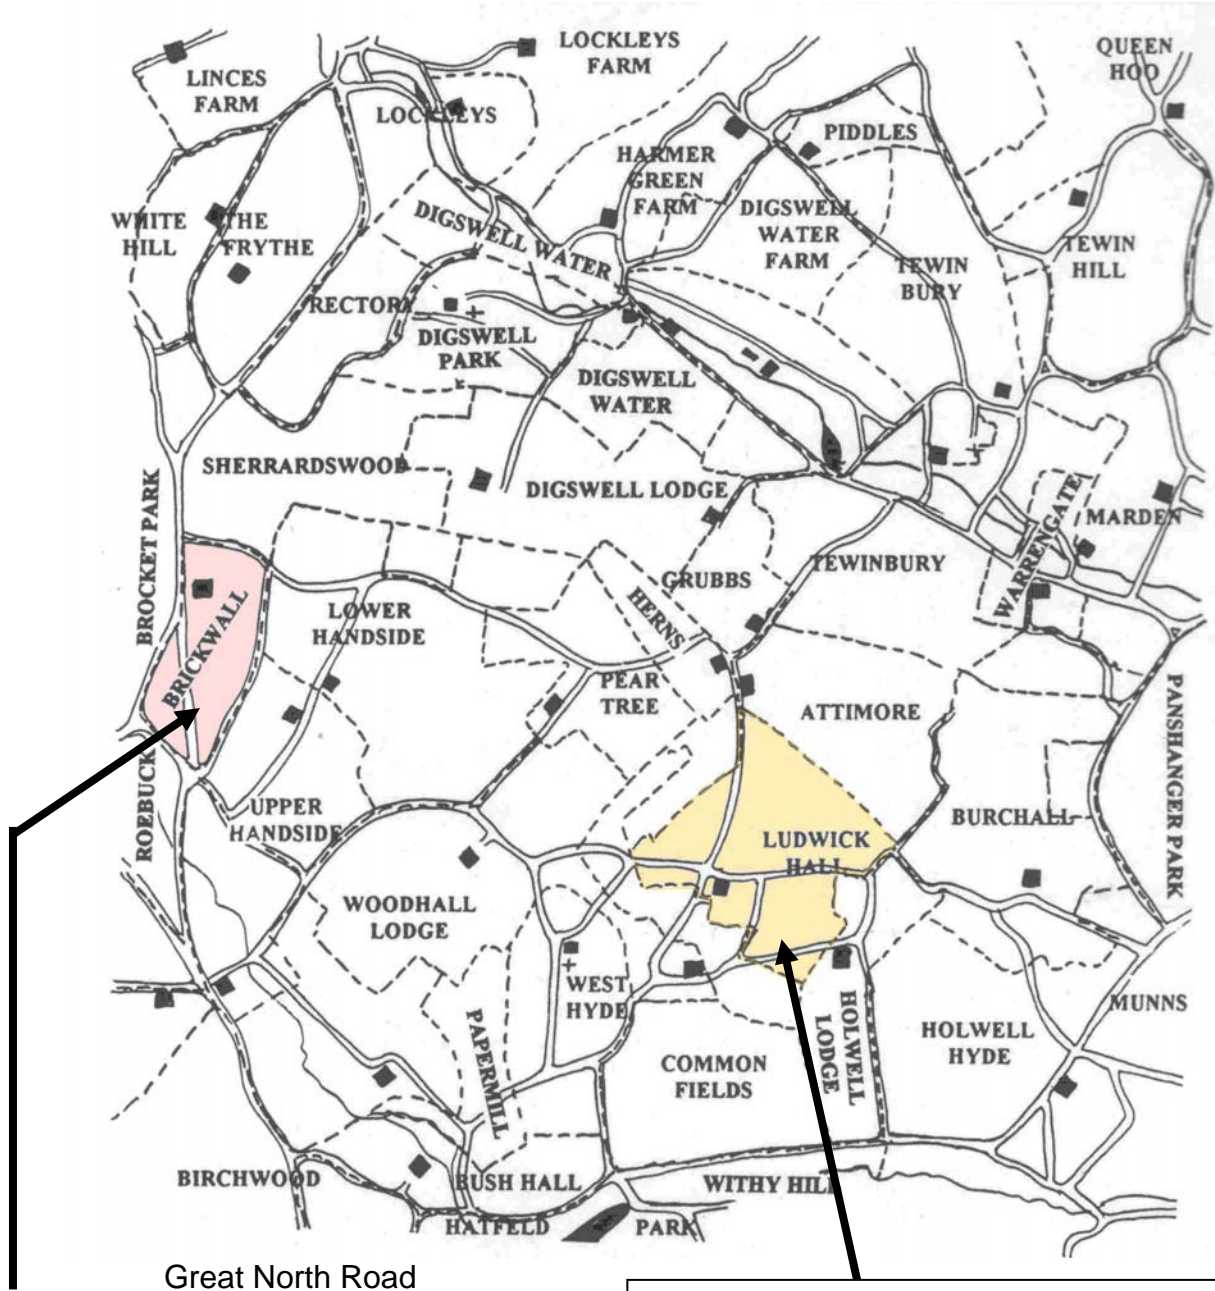 LOCKLEYS
FARM
QUEEN
HOO
LINCES
FARM
LOCKLEYS
PIDDLES
HARMER
GREEN
FARM
WHITE
HILL
THE
FRYTHE
DIGSWELL WATER
DIGSWELL
WATER
FARM
TEWIN
HILL
TEWIN
BURY
RECTORY
DIGSWELL
PARK
DIGSWELL
WATER
SHERRARDSWOOD
DIGSWELL LODGE
WARRENGATE
MARDEN
BROCKET PARK
TEWINBURY
GRUBBS
HERNS
LOWER
HANDSIDE
BRICKWALL
PEAR
TREE
ATTIMORE
PANSHANGER PARK
ROEBUCK
UPPER
HANDSIDE
BURCHALL
LUDWICK
HALL
WOODHALL
LODGE
WEST
HYDE
HOLWELL
LODGE
MUNNS
HOLWELL
HYDE
PAPERMILL
COMMON
FIELDS
BIRCHWOOD
BUSH HALL
WITHY HILL
HATFELD
PARK
Great North Road